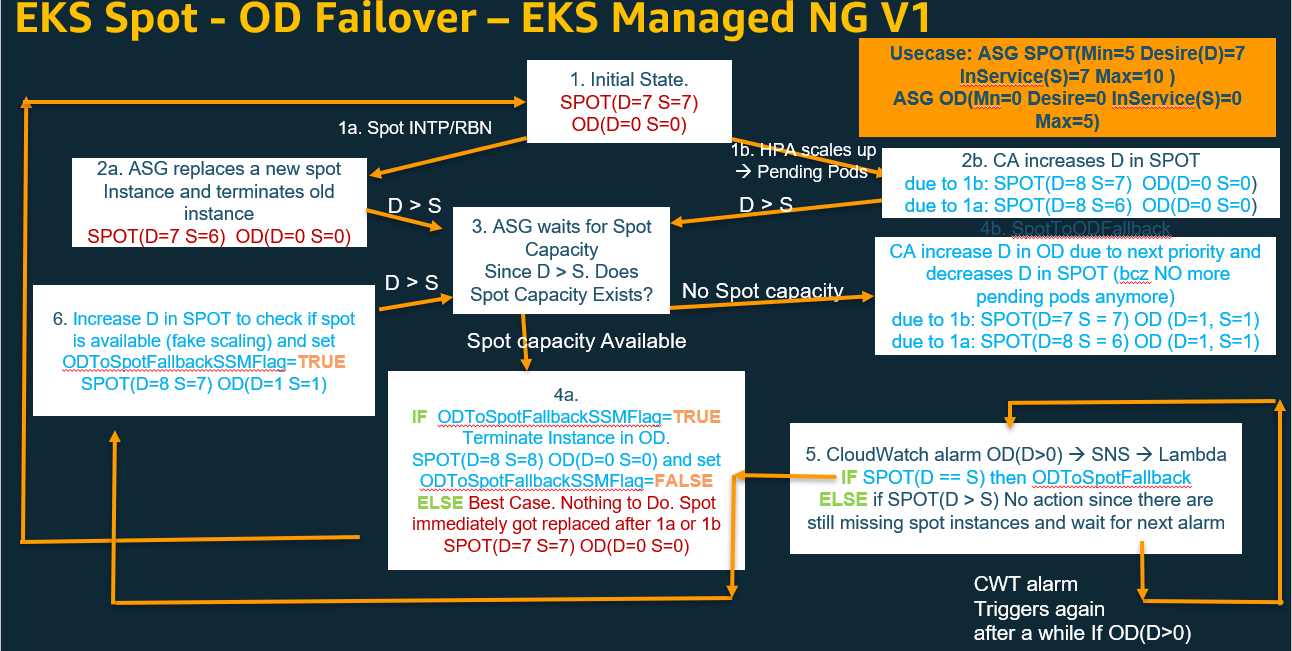 EKS Spot - OD Failover – EKS Managed NG V1
Usecase: ASG SPOT(Min=5 Desire(D)=7
InService(S)=7 Max=10 )
ASG OD(Mn=0 Desire=0 InService(S)=0
Max=5)
1. Initial State.
SPOT(D=7 S=7)
OD(D=0 S=0)
1a. Spot INTP/RBN
1b. HPA scales up
→ Pending Pods
2a. ASG replaces a new spot
Instance and terminates old
instance
SPOT(D=7 S=6) OD(D=0 S=0)
2b. CA increases D in SPOT
due to 1b: SPOT(D=8 S=7) OD(D=0 S=0)
due to 1a: SPOT(D=8 S=6) OD(D=0 S=0)
D > S
D > S
3. ASG waits for Spot
Capacity
Since D > S. Does
Spot Capacity Exists?
4b. SpotToODFallback
CA increase D in OD due to next priority and
decreases D in SPOT (bcz NO more
pending pods anymore)
due to 1b: SPOT(D=7 S = 7) OD (D=1, S=1)
due to 1a: SPOT(D=8 S = 6) OD (D=1, S=1)
D > S
No Spot capacity
6. Increase D in SPOT to check if spot
is available (fake scaling) and set
ODToSpotFallbackSSMFlag=TRUE
SPOT(D=8 S=7) OD(D=1 S=1)
Spot capacity Available
4a.
IF ODToSpotFallbackSSMFlag=TRUE
Terminate Instance in OD.
SPOT(D=8 S=8) OD(D=0 S=0) and set
ODToSpotFallbackSSMFlag=FALSE
ELSE Best Case. Nothing to Do. Spot
immediately got replaced after 1a or 1b
SPOT(D=7 S=7) OD(D=0 S=0)
5. CloudWatch alarm OD(D>0) → SNS → Lambda
IF SPOT(D == S) then ODToSpotFallback
ELSE if SPOT(D > S) No action since there are
still missing spot instances and wait for next alarm
CWT alarm
Triggers again
after a while If OD(D>0)